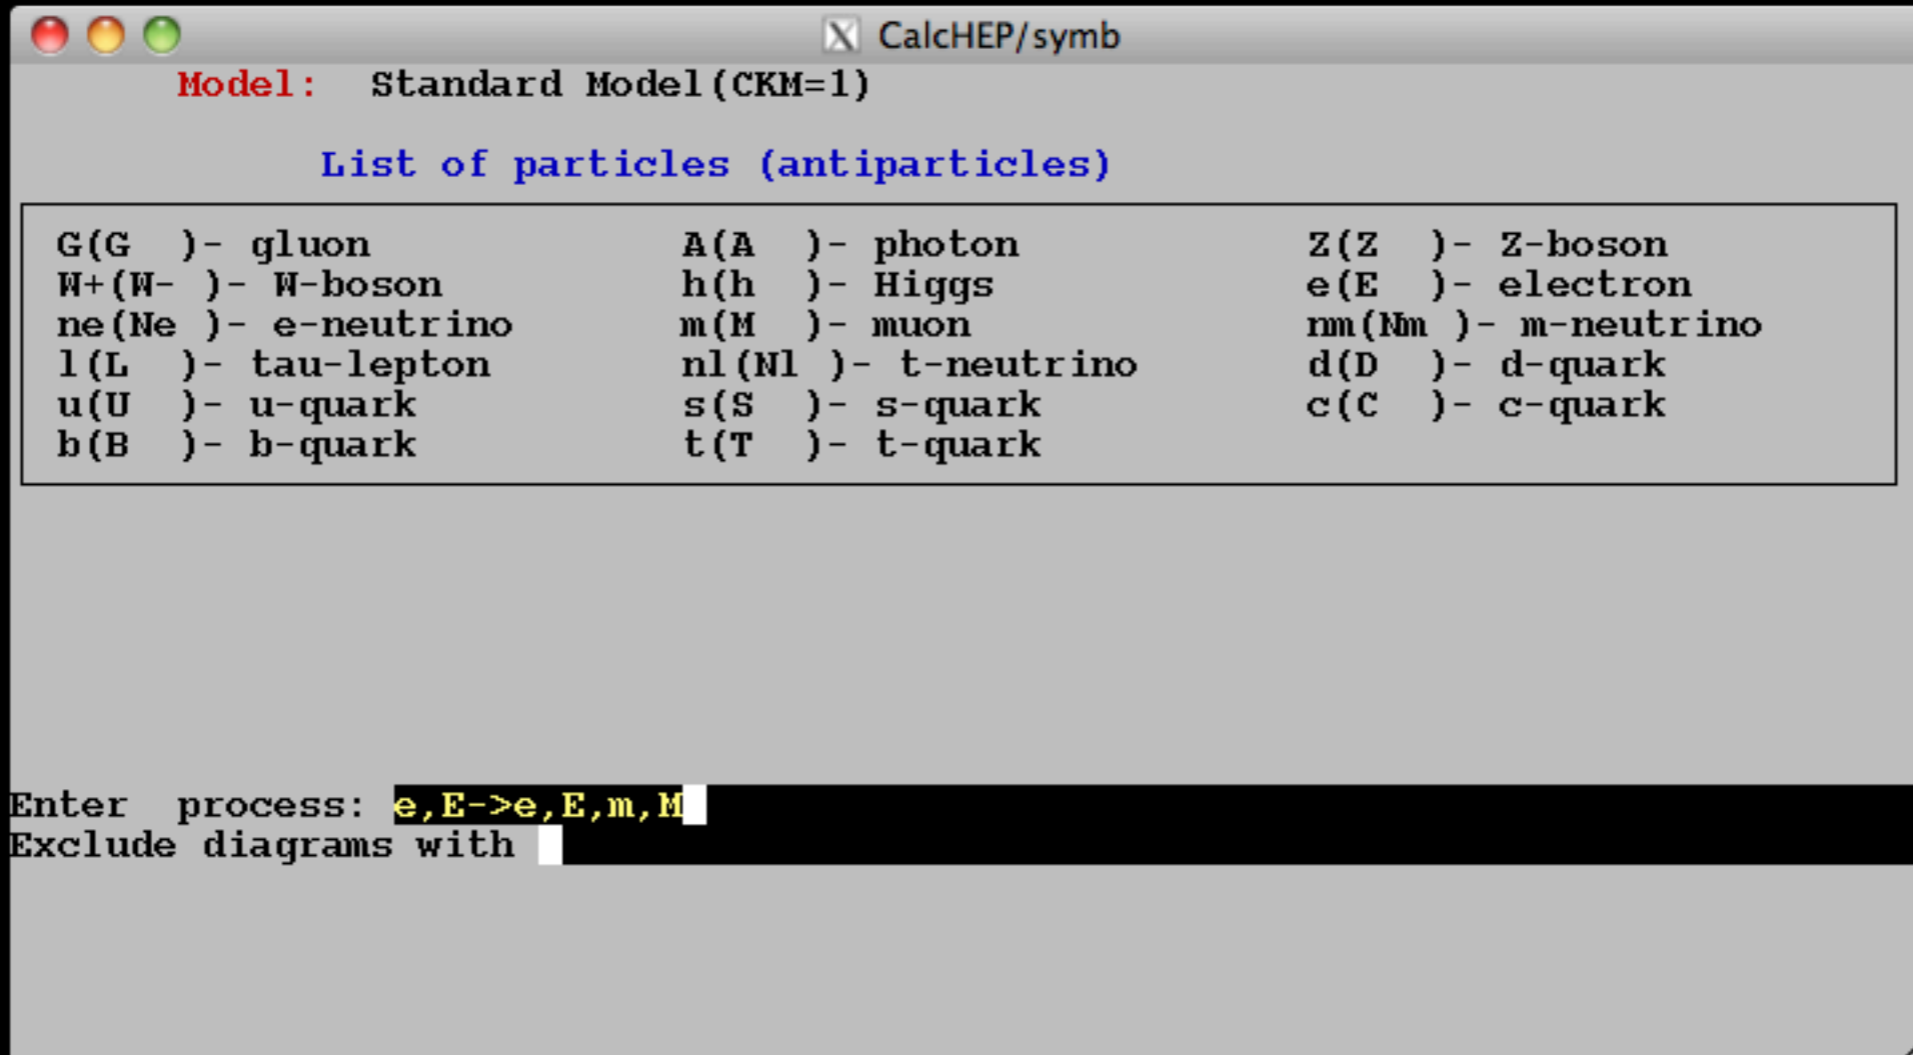 X CalcHEP/symb
Model: Standard Model(CKM=1)
List of particles (antiparticles)
G(G )- gluon A(A )- photon Z(Z )- Z-boson
W+(W- )- W-boson h(h )- Higgs e(E )- electron
ne(Ne )- e-neutrino m(M )- muon nm(Nm )- m-neutrino
l(L )- tau-lepton nl(Nl )- t-neutrino d(D )- d-quark
u(U )- u-quark s(S )- s-quark c(C )- c-quark
b(B )- b-quark t(T )- t-quark
Enter process: e,E->e,E,m,M
Exclude diagrams with